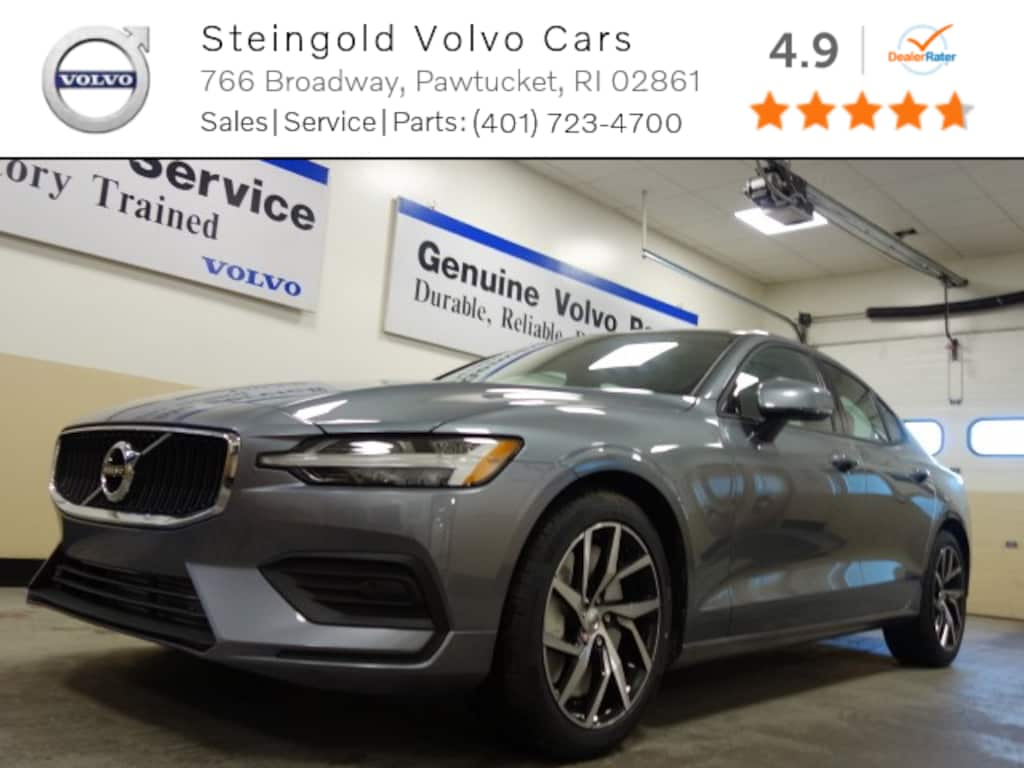 VOLVO
Steingold Volvo Cars
766 Broadway, Pawtucket, RI 02861
Sales|Service|Parts: (401) 723-4700
4.9
DealerRater
Service
Trained
VOLVO
Genuine Volvo
Durable, Reliable,
VOLVO